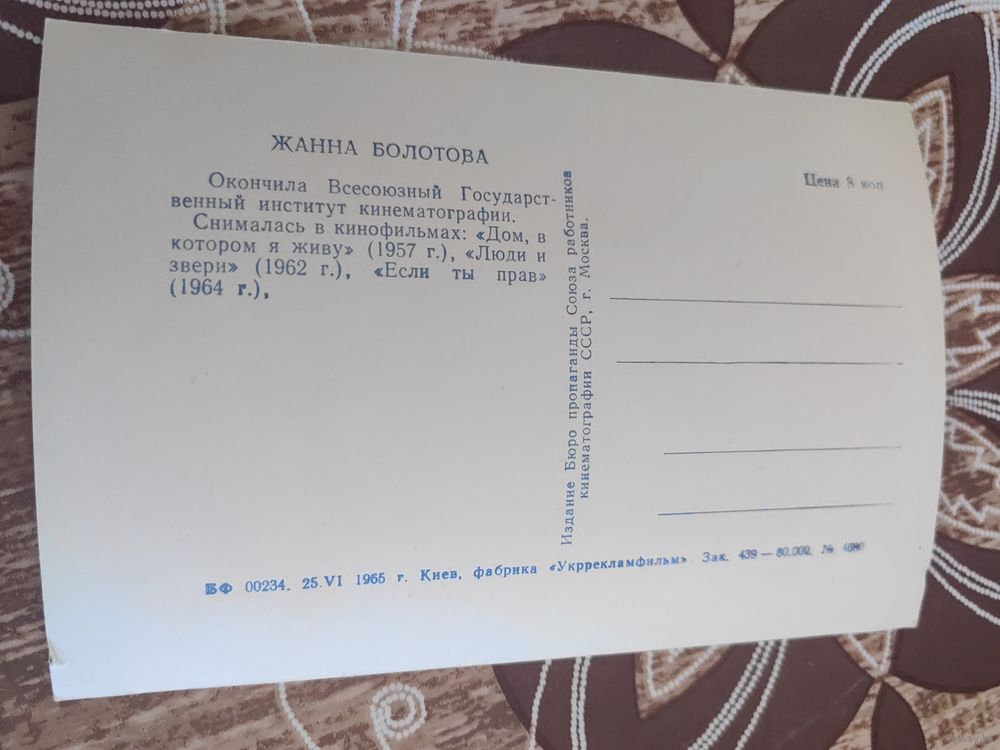 ЖАННА БОЛОТОВА
Окончила Всесоюзный Государст-
венный институт кинематографии.
Снималась в кинофильмах: «Дом, в
котором я живу» (1957 г.), «Люди и
звери» (1962 г.), «Если ты прав»
(1964 г.),
Издание Бюро пропаганды Союза работников
кинематографии СССР, г. Москва.
Цена 8 коп
БФ 00234. 25.VI 1965 г. Киев, фабрика «Укррекламфильм» Зак. 439 — 80.000. №